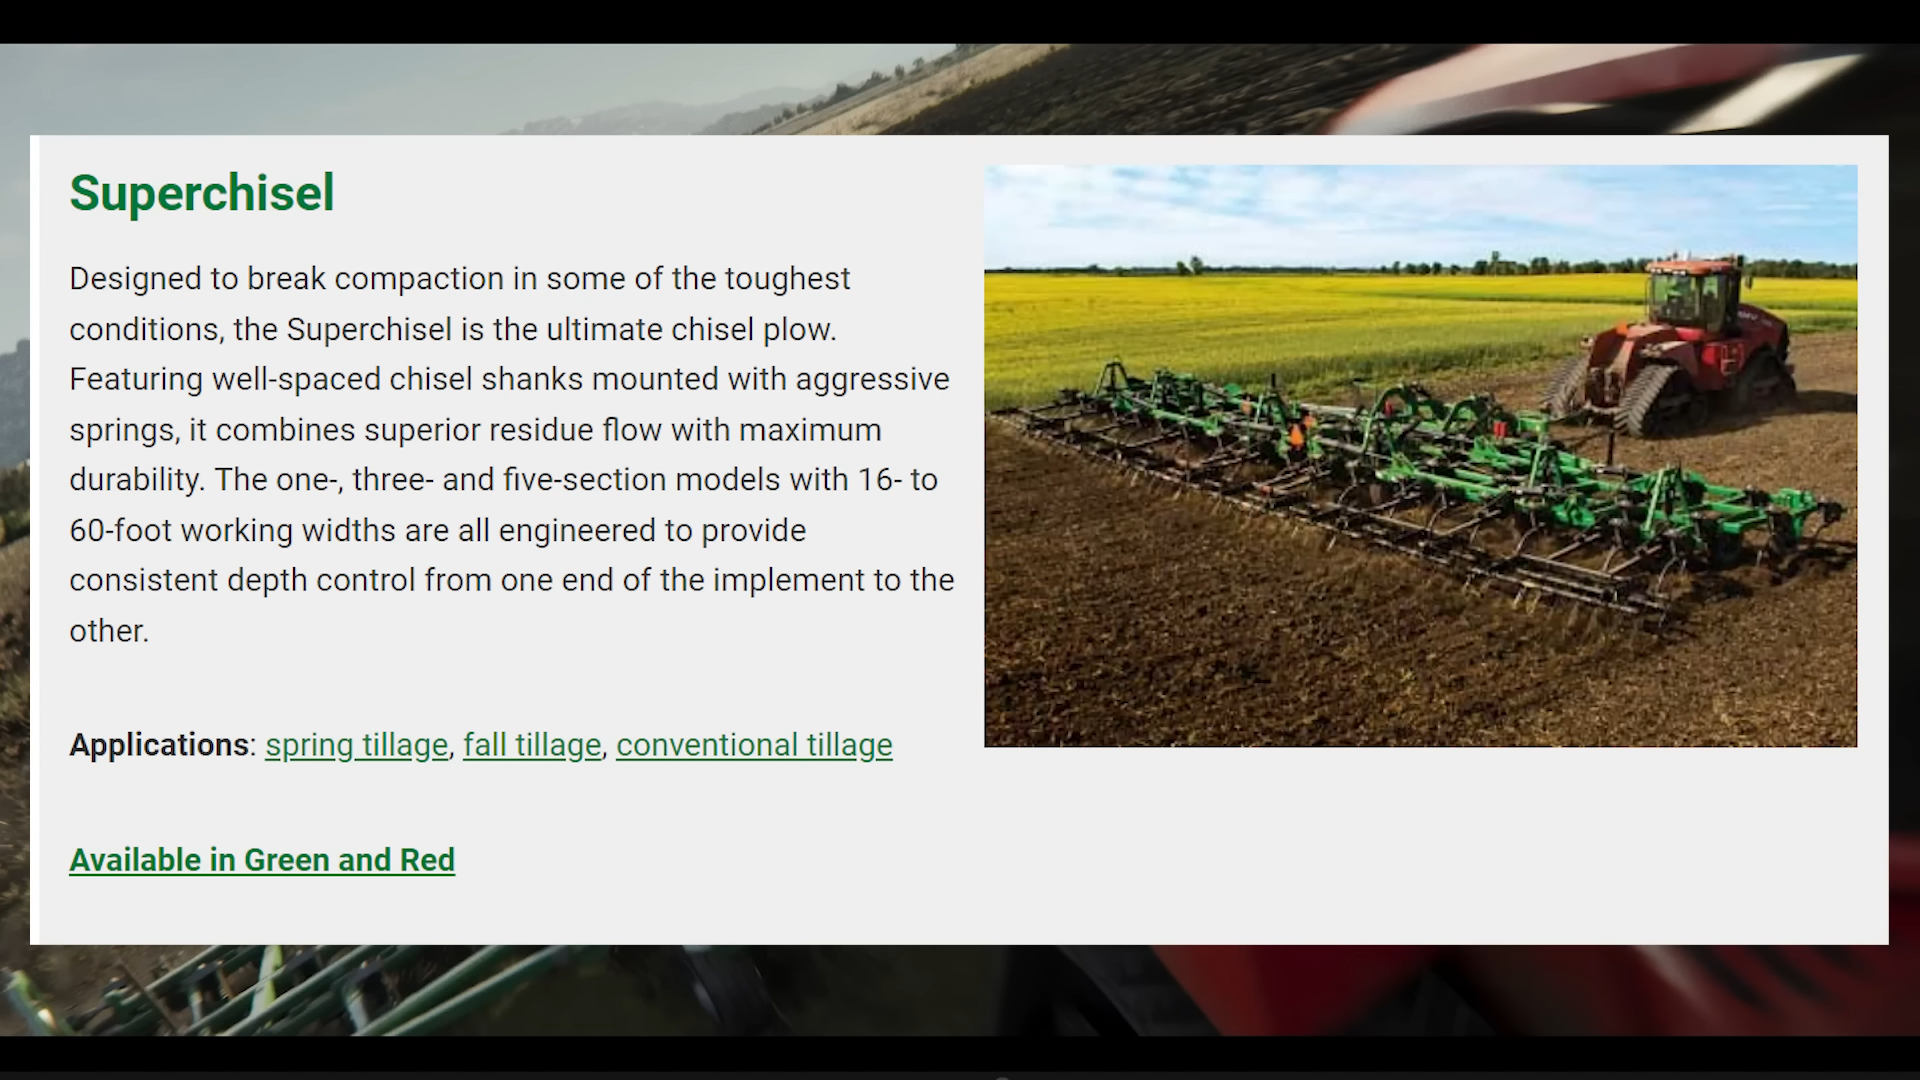 Superchisel
Designed to break compaction in some of the toughest
conditions, the Superchisel is the ultimate chisel plow.
Featuring well-spaced chisel shanks mounted with aggressive
springs, it combines superior residue flow with maximum
durability. The one-, three- and five-section models with 16- to
60-foot working widths are all engineered to provide
consistent depth control from one end of the implement to the
other.
Applications: spring tillage, fall tillage, conventional tillage
Available in Green and Red